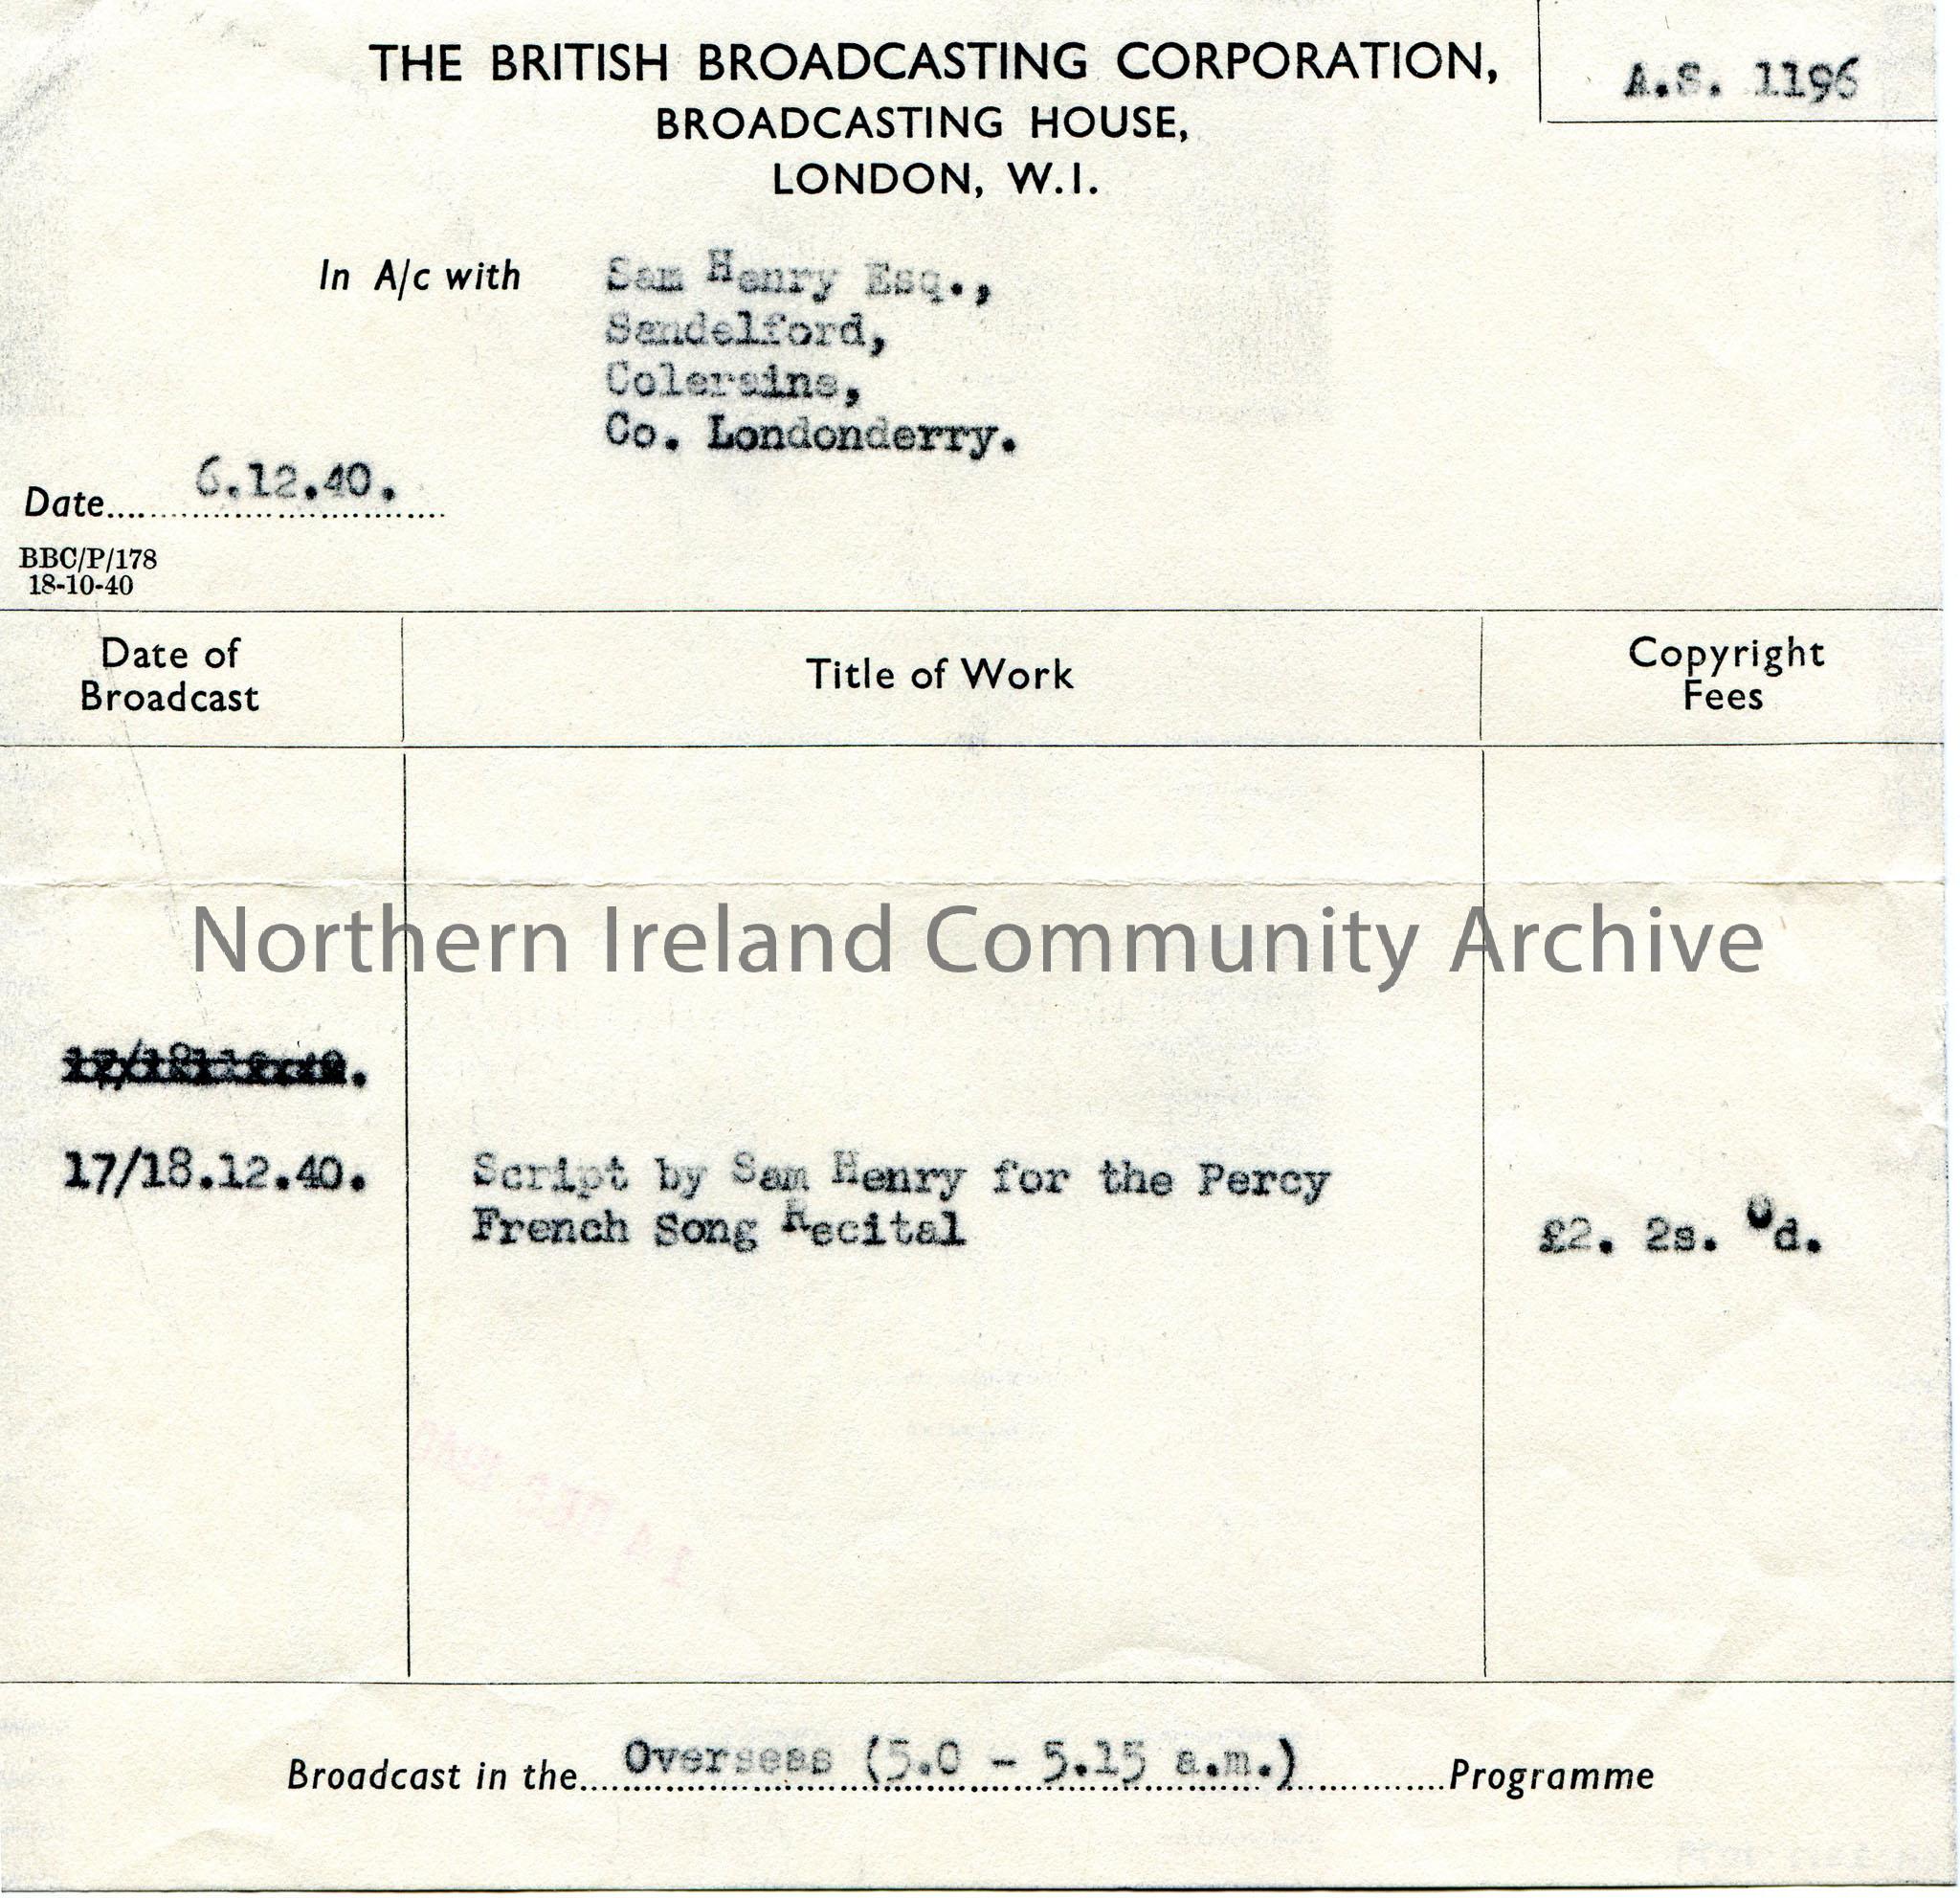 THE BRITISH BROADCASTING CORPORATION,
A.S. 1196
BROADCASTING HOUSE,
LONDON, W.I.
In A/c with Sam Henry Esq.,
Sandelford,
Coleraine,
Co. Londonderry.
Date.... 6.12.40.
BBC/P/178
18-10-40
Date of Broadcast
Title of Work
Copyright Fees
Northern Ireland Community Archive
17/18.12.40.
Script by Sam Henry for the Percy
French Song Recital
£2. 2s. 0d.
Broadcast in the Overseas (5.0 - 5.15 a.m.) Programme